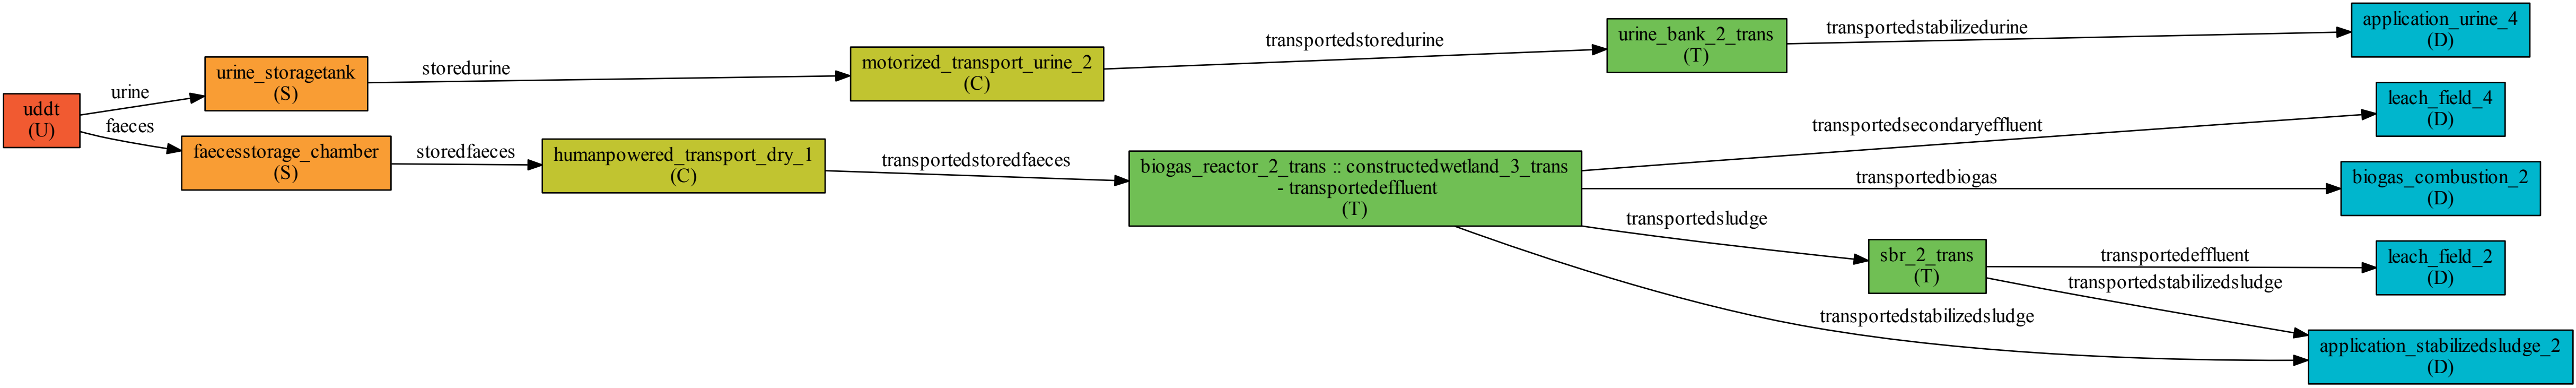 uddt
(U)
urine
faeces
urine_storagetank
(S)
faecesstorage_chamber
(S)
storedurine
storedfaeces
motorized_transport_urine_2
(C)
humanpowered_transport_dry_1
(C)
transportedstoredurine
transportedstoredfaeces
urine_bank_2_trans
(T)
biogas_reactor_2_trans :: constructedwetland_3_trans
- transportedeffluent
(T)
transportedstabilizedurine
transportedsecondaryeffluent
transportedbiogas
transportedsludge
sbr_2_trans
(T)
transportedeffluent
transportedstabilizedsludge
transportedstabilizedsludge
application_urine_4
(D)
leach_field_4
(D)
biogas_combustion_2
(D)
leach_field_2
(D)
application_stabilizedsludge_2
(D)